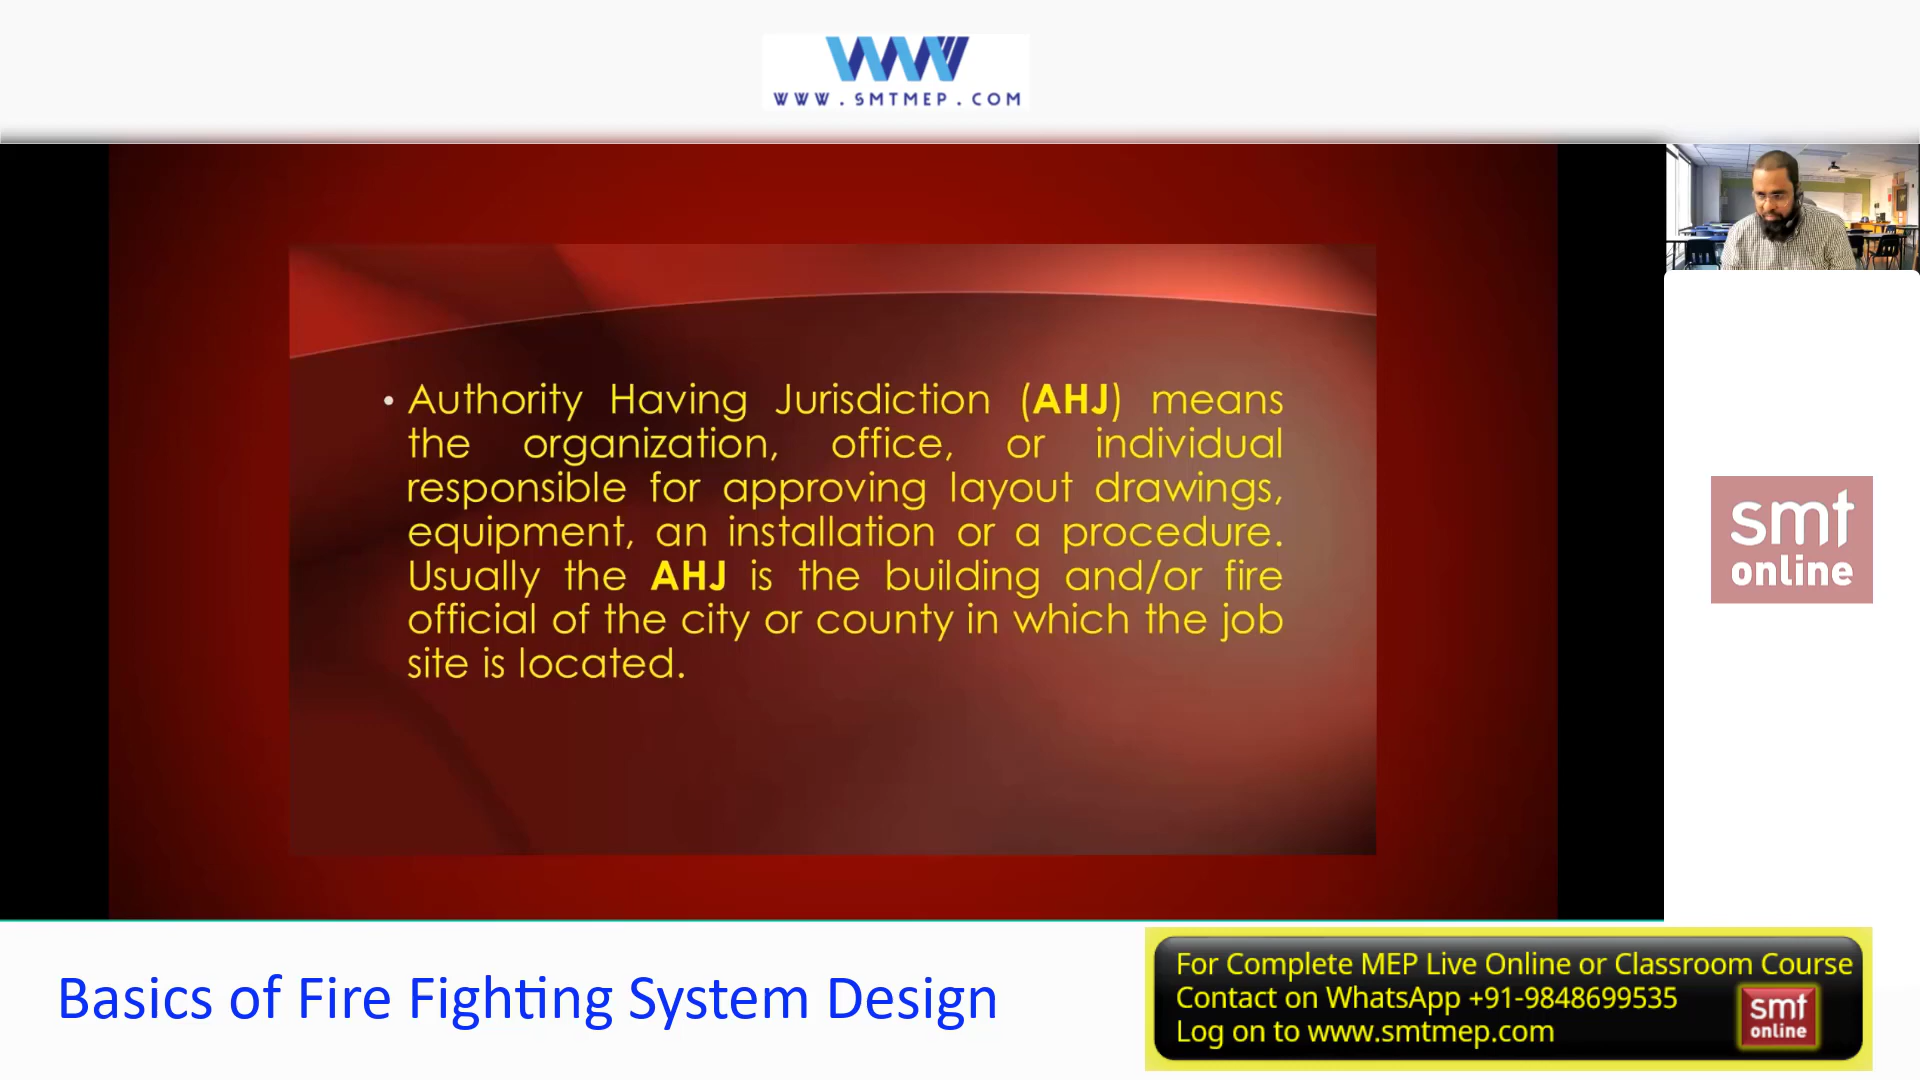 WWW.SMTMEP.COM
• Authority Having Jurisdiction (AHJ) means
the organization, office, or individual
responsible for approving layout drawings,
equipment, an installation or a procedure.
Usually the AHJ is the building and/or fire
official of the city or county in which the job
site is located.
smt
online
Basics of Fire Fighting System Design
For Complete MEP Live Online or Classroom Course
Contact on WhatsApp +91-9848699535
Log on to www.smtmep.com
smt
online